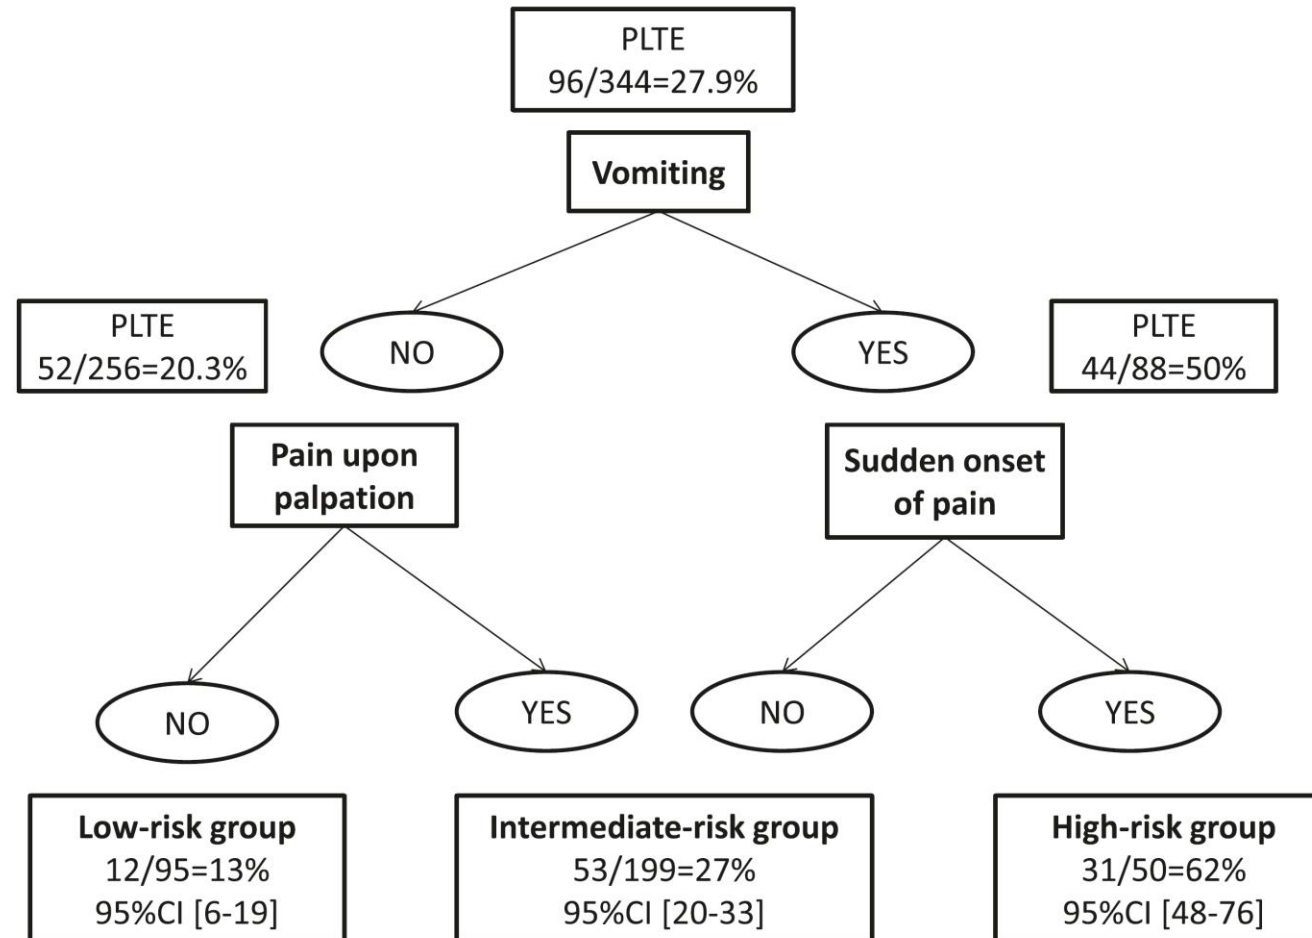 PLTE
96/344=27.9%
Vomiting
PLTE
52/256=20.3%
NO
YES
PLTE
44/88=50%
Pain upon
palpation
Sudden onset
of pain
NO
YES
NO
YES
Low-risk group
12/95=13%
95%CI [6-19]
Intermediate-risk group
53/199=27%
95%CI [20-33]
High-risk group
31/50=62%
95%CI [48-76]